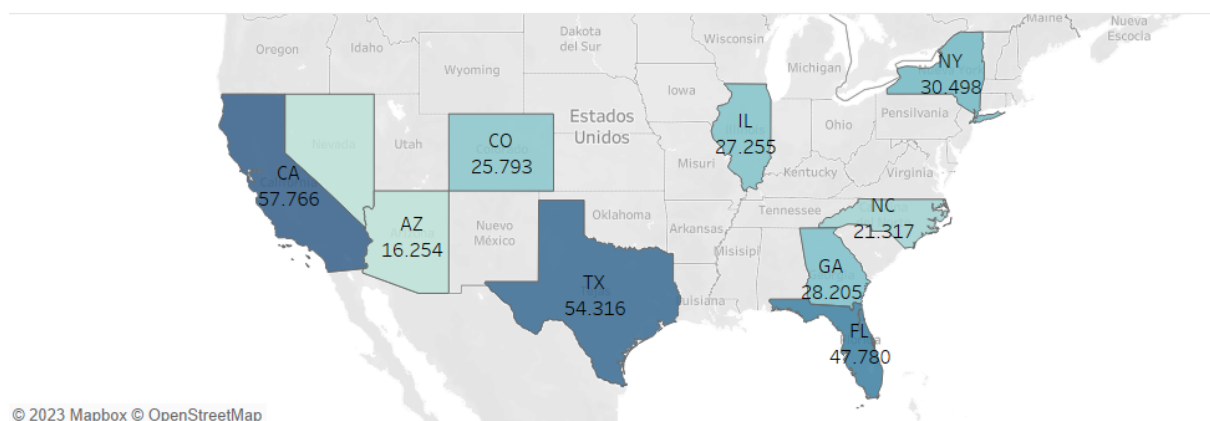 Maine
Nueva
Escocia
Oregon
Idaho
Dakota
del Sur
Wisconsin
Michigan
NY
30.498
Wyoming
Iowa
Pensilvania
Estados
Unidos
Nevada
Utah
CO
25.793
IL
27.255
Ohio
CA
57.766
Misuri
Kentucky
Virginia
AZ
16.254
Nuevo
México
Oklahoma
Arkansas
Tennessee
NC
21.317
Misisipi
TX
54.316
uisiana
GA
28.205
FL
47.780
© 2023 Mapbox © OpenStreetMap